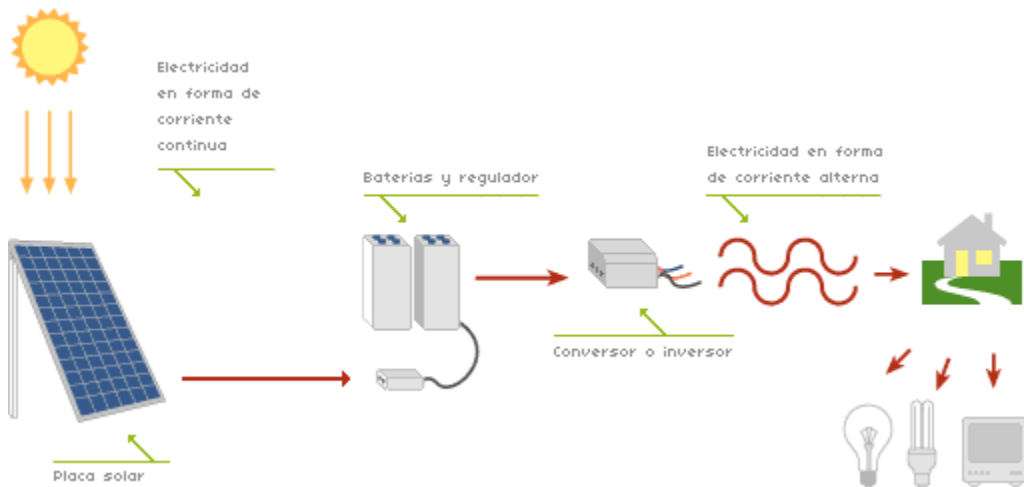 Electricidad
en forma de
corriente
continua
Electricidad en forma
de corriente alterna
Baterias y regulador
Conversor o inversor
Placa solar